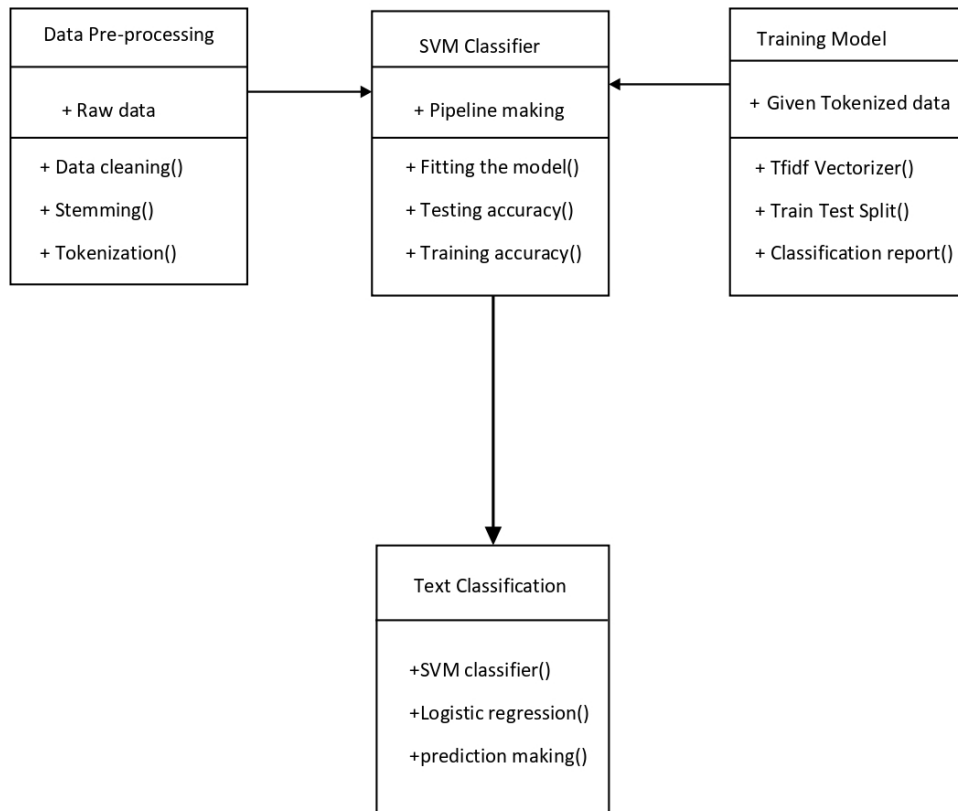 Data Pre-processing
+ Raw data
+ Data cleaning()
+ Stemming()
+ Tokenization()
SVM Classifier
+ Pipeline making
+ Fitting the model()
+ Testing accuracy()
+ Training accuracy()
Training Model
+ Given Tokenized data
+ Tfidf Vectorizer()
+ Train Test Split()
+ Classification report()
Text Classification
+SVM classifier()
+Logistic regression()
+prediction making()